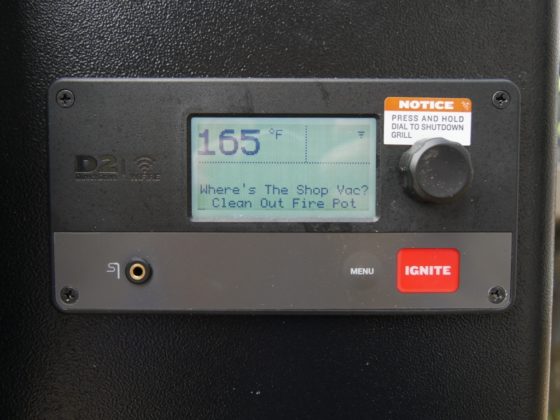 NOTICE
PRESS AND HOLD
DIAL TO SHUTDOWN
GRILL
165 °F
Where's The Shop Vac?
Clean Out Fire Pot
D2
WiFIRE
MENU
IGNITE